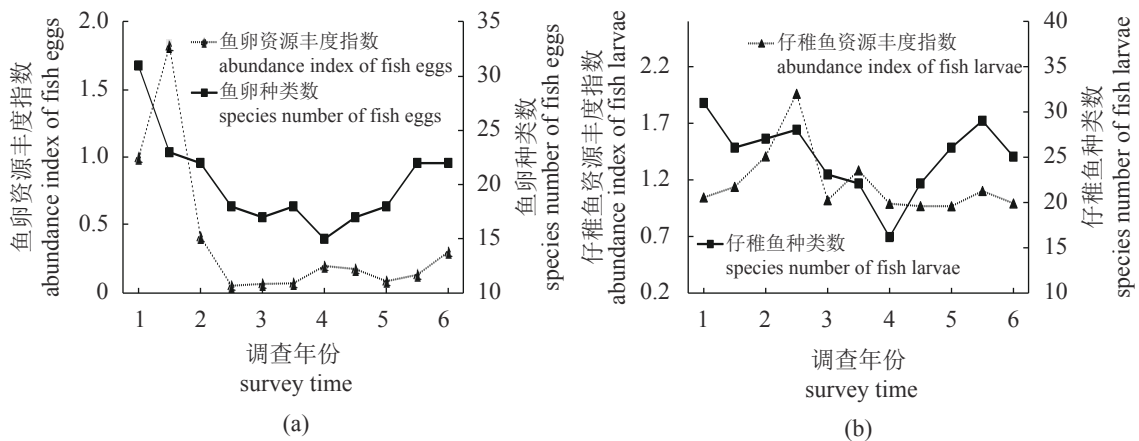 鱼卵资源丰度指数
abundance index of fish eggs
2.0
1.5
1.0
0.5
0
鱼卵资源丰度指数
abundance index of fish eggs
鱼卵种类数
species number of fish eggs
35
30
25
20
15
10
鱼卵种类数
species number of fish eggs
1 2 3 4 5 6
调查年份
survey time
(a)
仔稚鱼资源丰度指数
abundance index of fish larvae
2.2
1.7
1.2
0.7
0.2
仔稚鱼资源丰度指数
abundance index of fish larvae
仔稚鱼种类数
species number of fish larvae
40
35
30
25
20
15
10
仔稚鱼种类数
species number of fish larvae
1 2 3 4 5 6
调查年份
survey time
(b)